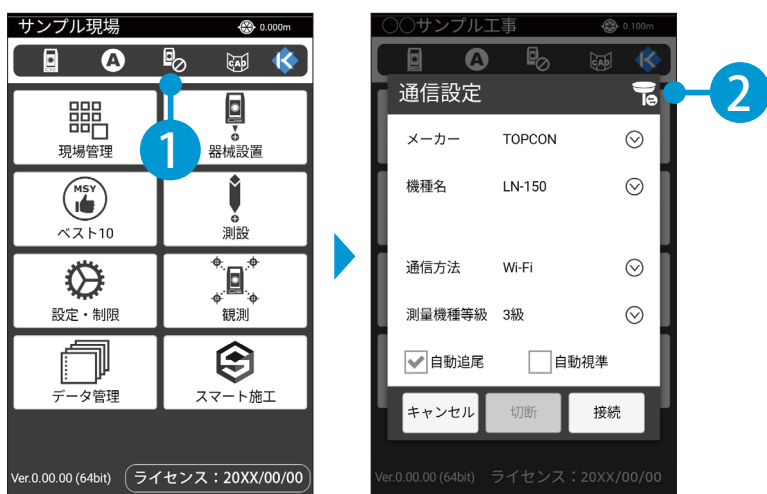 サンプル現場 0.000m
A CAD
1
現場管理 器械設置
MSY
ベスト10 測設
設定・制限 観測
データ管理 スマート施工
Ver.0.00.00 (64bit) ライセンス：20XX/00/00
○○サンプル工事 0.100m
A CAD
通信設定 Te
2
メーカー TOPCON
機種名 LN-150
通信方法 Wi-Fi
測量機種等級 3級
自動追尾 自動視準
キャンセル 切断 接続
Ver.0.00.00 (64bit) ライセンス：20XX/00/00